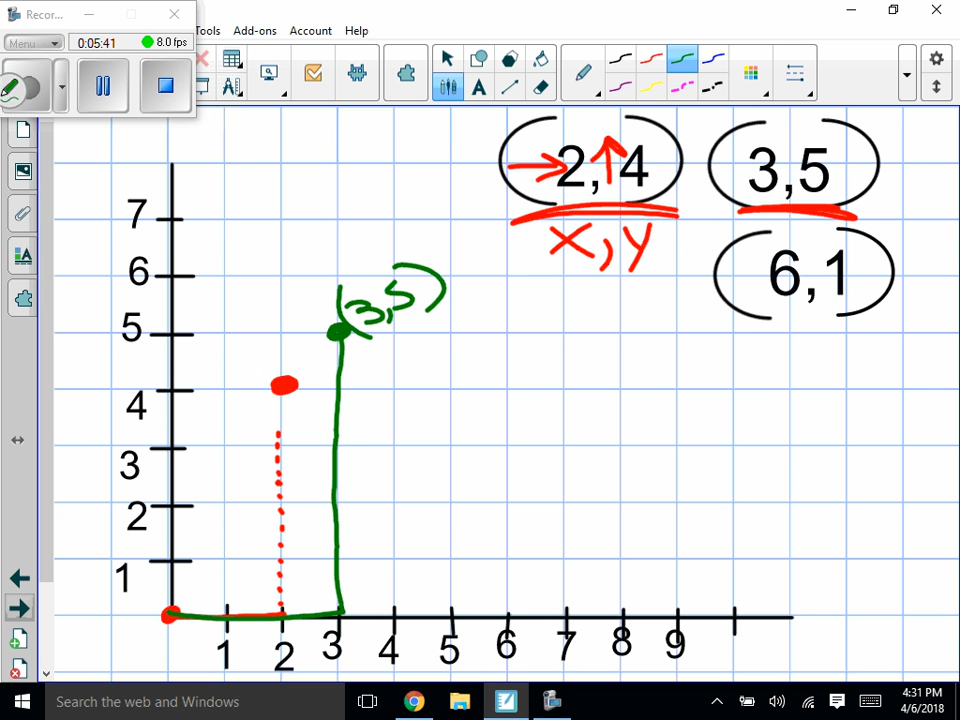 Recor...
Tools Add-ons Account Help
Menu 00:05:41 8.0 fps
(2,4) (3,5)
x,y
(6,1)
7
6
5
4
3
2
1
(3,5)
1 2 3 4 5 6 7 8 9
Search the web and Windows
4:31 PM
4/6/2018